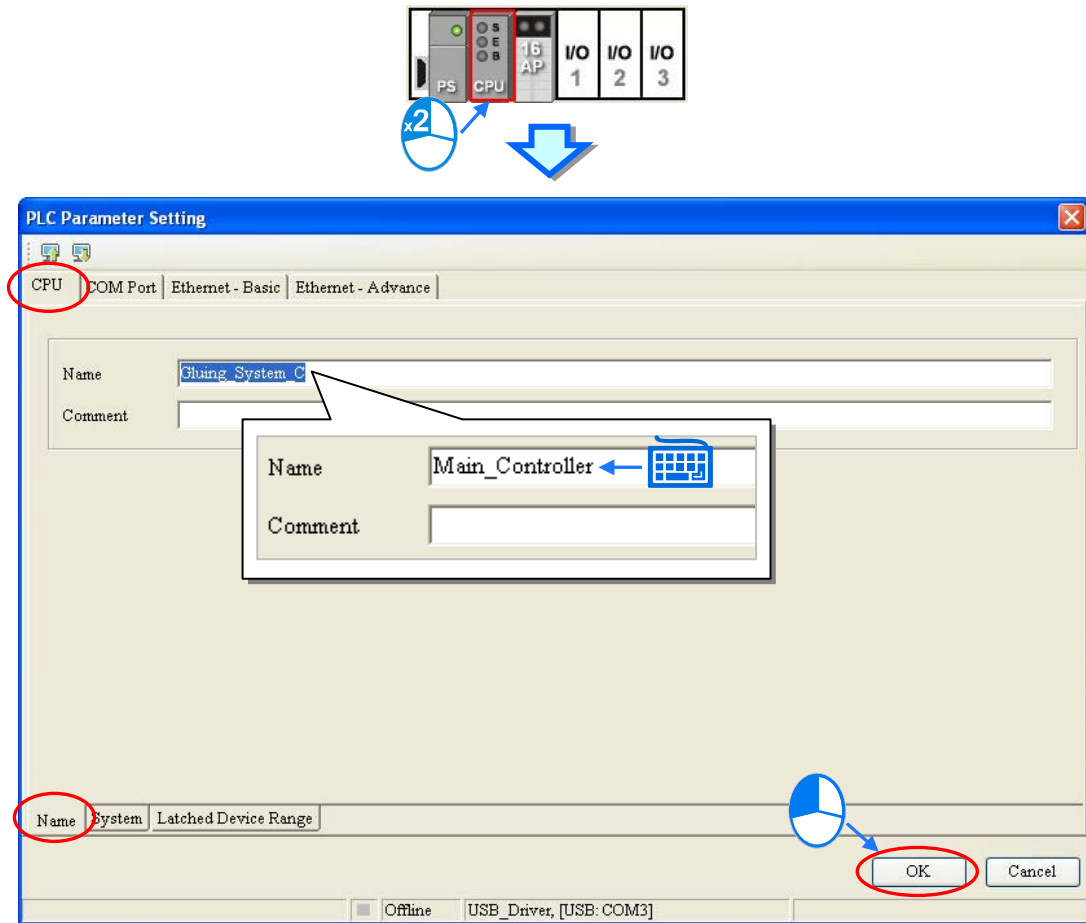 S
E
B
PS
CPU
16
AP
I/O
1
I/O
2
I/O
3
x2
PLC Parameter Setting
CPU COM Port Ethernet - Basic Ethernet - Advance
Name Gluing_System_C
Comment
Name Main_Controller
Comment
Name System Latched Device Range
OK Cancel
Offline USB_Driver, [USB: COM3]